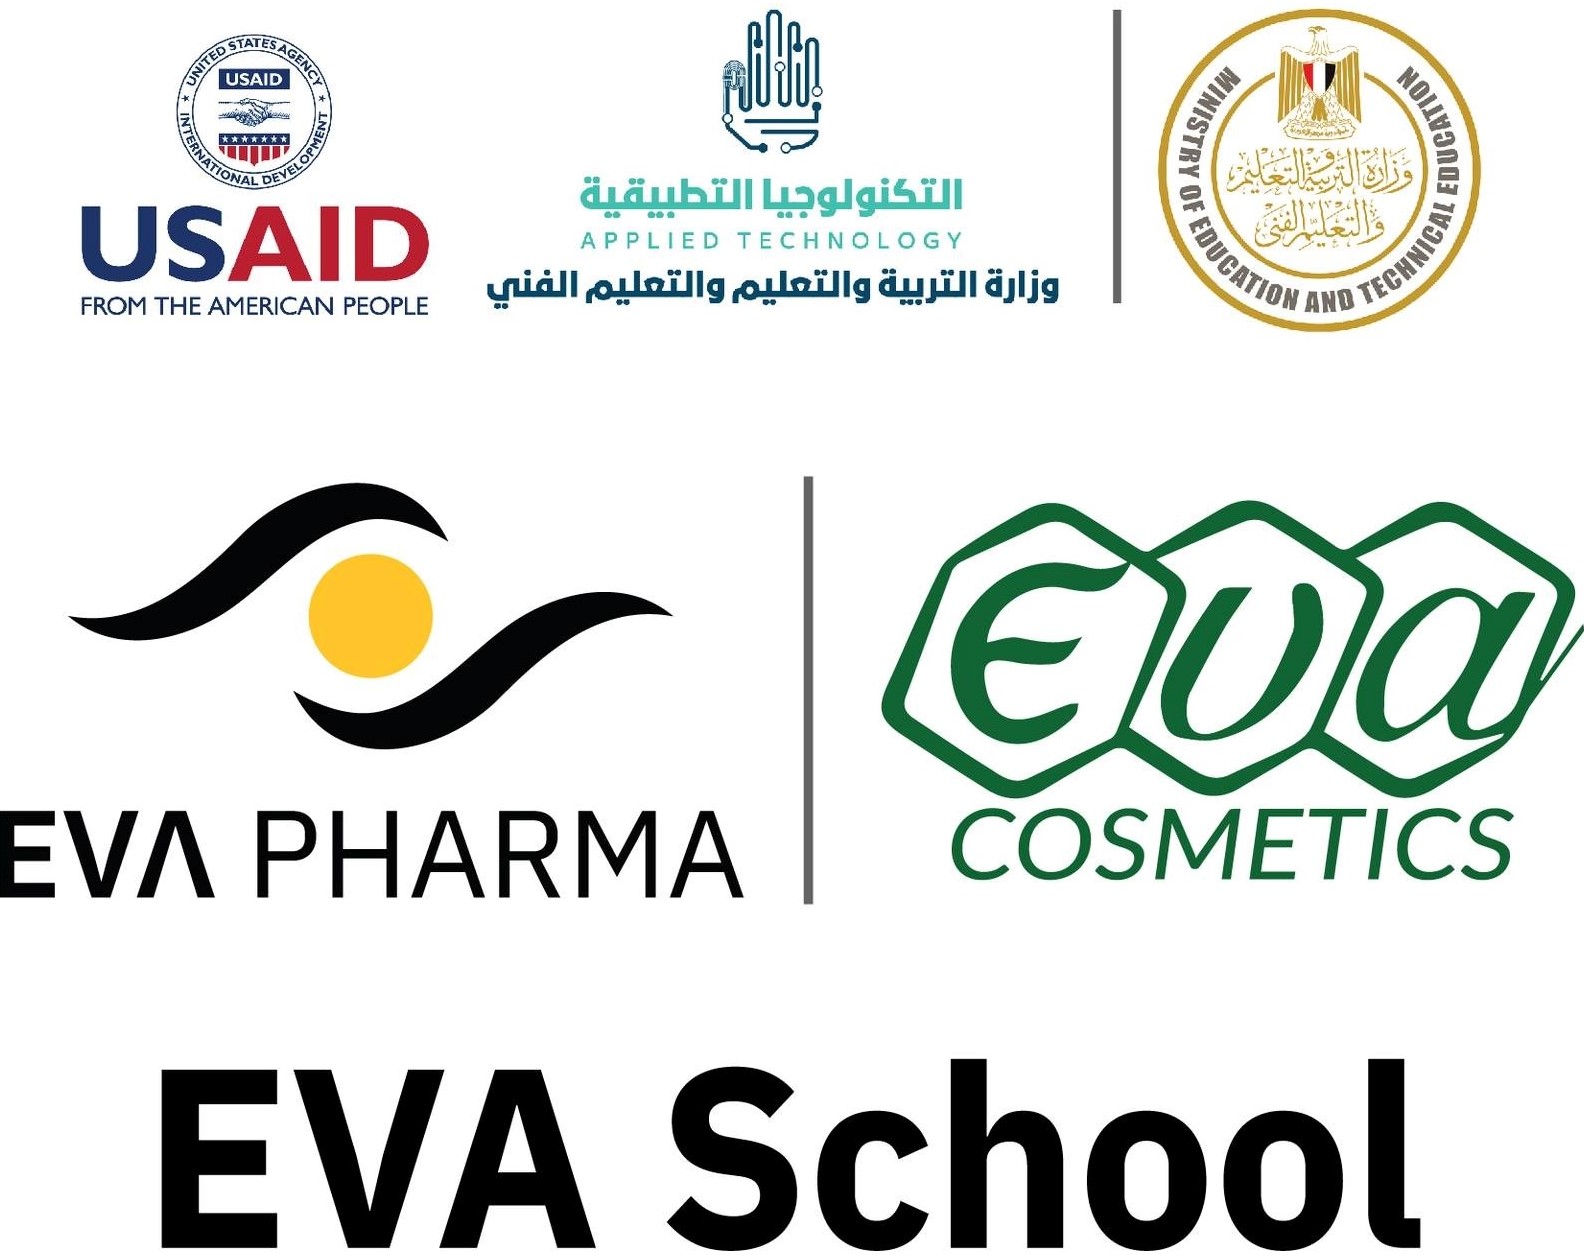 UNITED STATES AGENCY
USAID
INTERNATIONAL DEVELOPMENT
USAID
FROM THE AMERICAN PEOPLE
التكنولوجيا التطبيقية
APPLIED TECHNOLOGY
وزارة التربية والتعليم والتعليم الفني
MINISTRY OF EDUCATION AND TECHNICAL EDUCATION
وزارة التربية والتعليم
والتعليم الفني
EVA PHARMA
eva
COSMETICS
EVA School